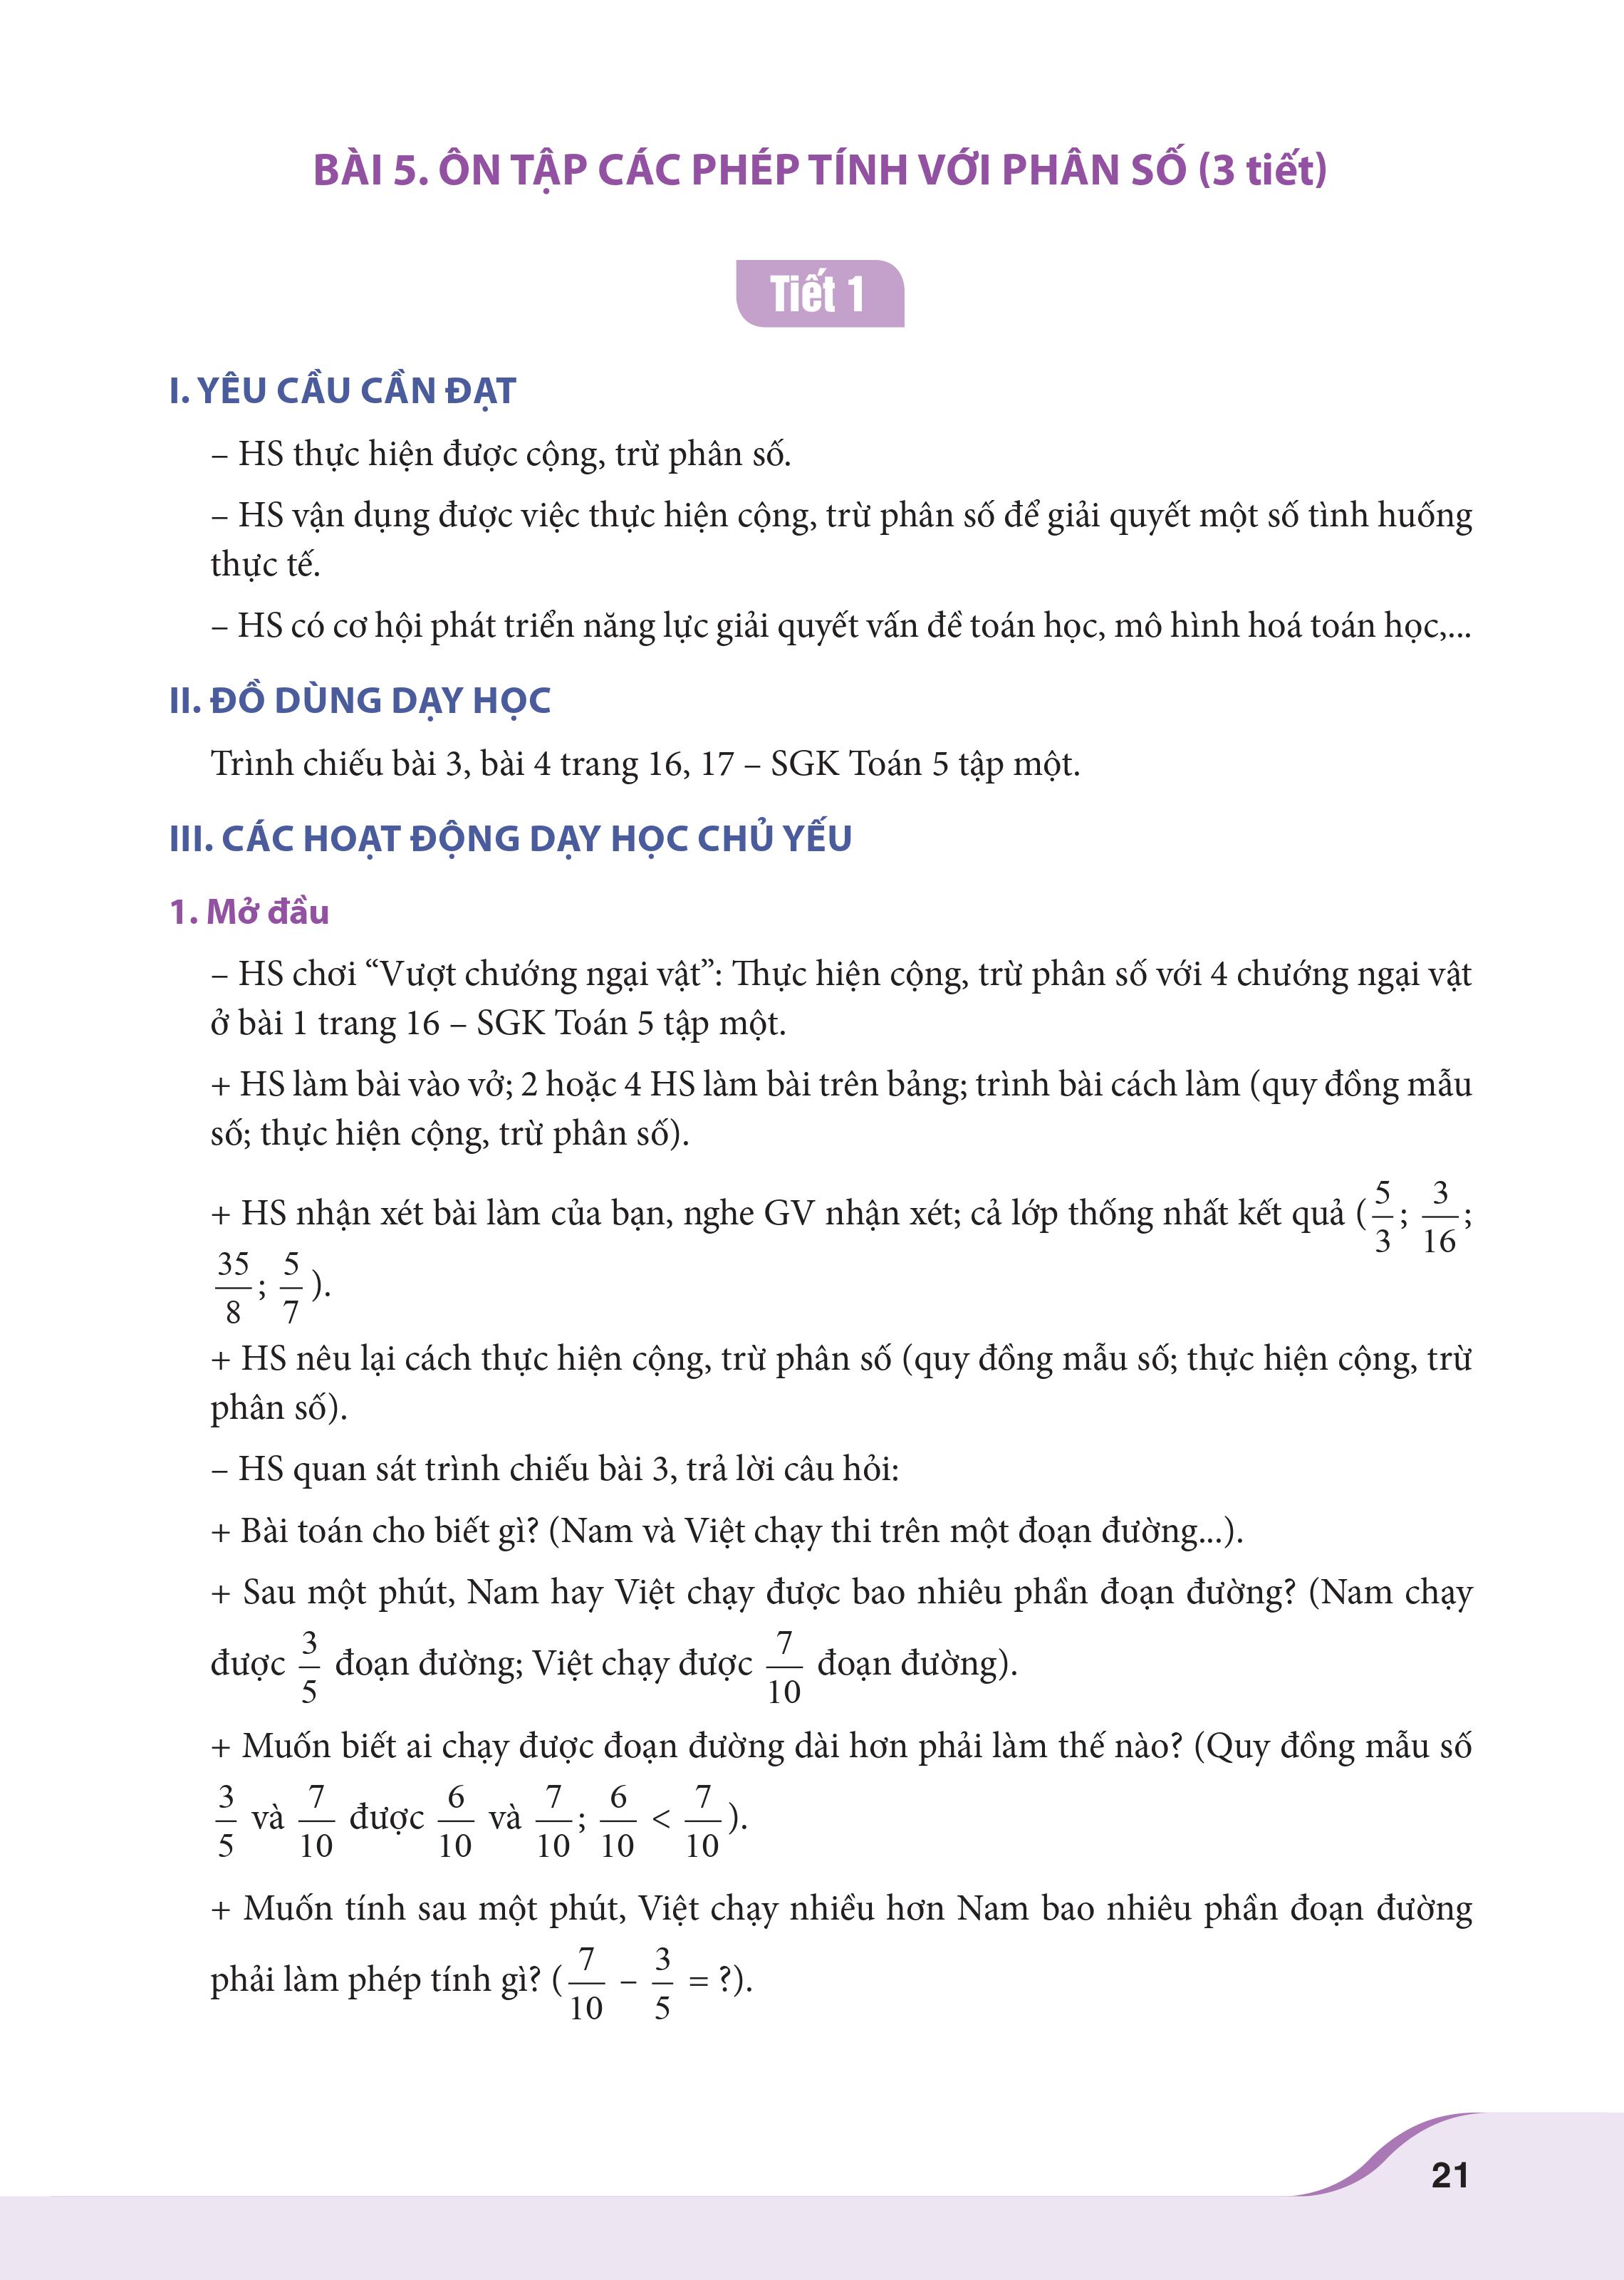 BÀI 5. ÔN TẬP CÁC PHÉP TÍNH VỚI PHÂN SỐ (3 tiết)
Tiết 1
I. YÊU CẦU CẦN ĐẠT
– HS thực hiện được cộng, trừ phân số.
– HS vận dụng được việc thực hiện cộng, trừ phân số để giải quyết một số tình huống
thực tế.
– HS có cơ hội phát triển năng lực giải quyết vấn đề toán học, mô hình hoá toán học,...
II. ĐỒ DÙNG DẠY HỌC
Trình chiếu bài 3, bài 4 trang 16, 17 – SGK Toán 5 tập một.
III. CÁC HOẠT ĐỘNG DẠY HỌC CHỦ YẾU
1. Mở đầu
– HS chơi “Vượt chướng ngại vật”: Thực hiện cộng, trừ phân số với 4 chướng ngại vật
ở bài 1 trang 16 – SGK Toán 5 tập một.
+ HS làm bài vào vở; 2 hoặc 4 HS làm bài trên bảng; trình bài cách làm (quy đồng mẫu
số; thực hiện cộng, trừ phân số).
+ HS nhận xét bài làm của bạn, nghe GV nhận xét; cả lớp thống nhất kết quả (5/3; 3/16;
35/8; 5/7).
+ HS nêu lại cách thực hiện cộng, trừ phân số (quy đồng mẫu số; thực hiện cộng, trừ
phân số).
– HS quan sát trình chiếu bài 3, trả lời câu hỏi:
+ Bài toán cho biết gì? (Nam và Việt chạy thi trên một đoạn đường...).
+ Sau một phút, Nam hay Việt chạy được bao nhiêu phần đoạn đường? (Nam chạy
được 3/5 đoạn đường; Việt chạy được 7/10 đoạn đường).
+ Muốn biết ai chạy được đoạn đường dài hơn phải làm thế nào? (Quy đồng mẫu số
3/5 và 7/10 được 6/10 và 7/10; 6/10 < 7/10).
+ Muốn tính sau một phút, Việt chạy nhiều hơn Nam bao nhiêu phần đoạn đường
phải làm phép tính gì? (7/10 – 3/5 = ?).
21